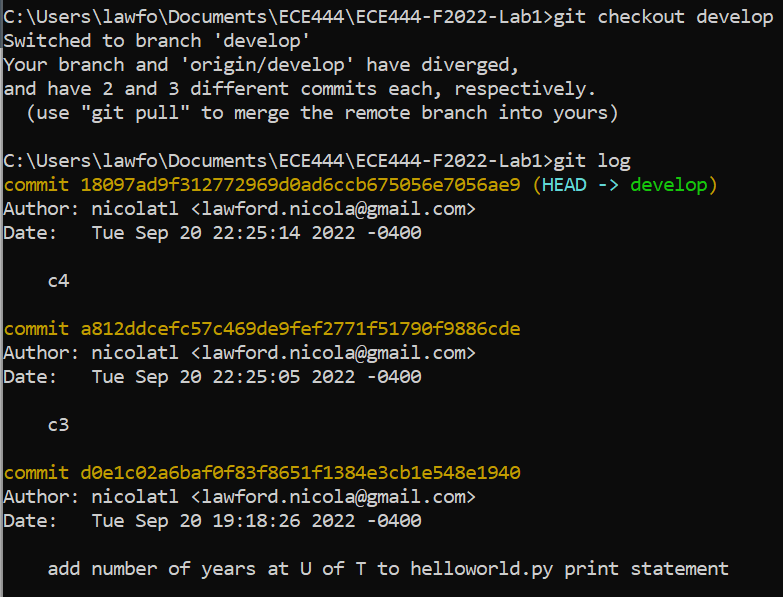 C:\Users\lawfo\Documents\ECE444\ECE444-F2022-Lab1>git checkout develop
Switched to branch 'develop'
Your branch and 'origin/develop' have diverged,
and have 2 and 3 different commits each, respectively.
  (use "git pull" to merge the remote branch into yours)

C:\Users\lawfo\Documents\ECE444\ECE444-F2022-Lab1>git log
commit 18097ad9f312772969d0ad6ccb675056e7056ae9 (HEAD -> develop)
Author: nicolatl <lawford.nicola@gmail.com>
Date:   Tue Sep 20 22:25:14 2022 -0400

    c4

commit a812ddcefc57c469de9fef2771f51790f9886cde
Author: nicolatl <lawford.nicola@gmail.com>
Date:   Tue Sep 20 22:25:05 2022 -0400

    c3

commit d0e1c02a6baf0f83f8651f1384e3cb1e548e1940
Author: nicolatl <lawford.nicola@gmail.com>
Date:   Tue Sep 20 19:18:26 2022 -0400

    add number of years at U of T to helloworld.py print statement